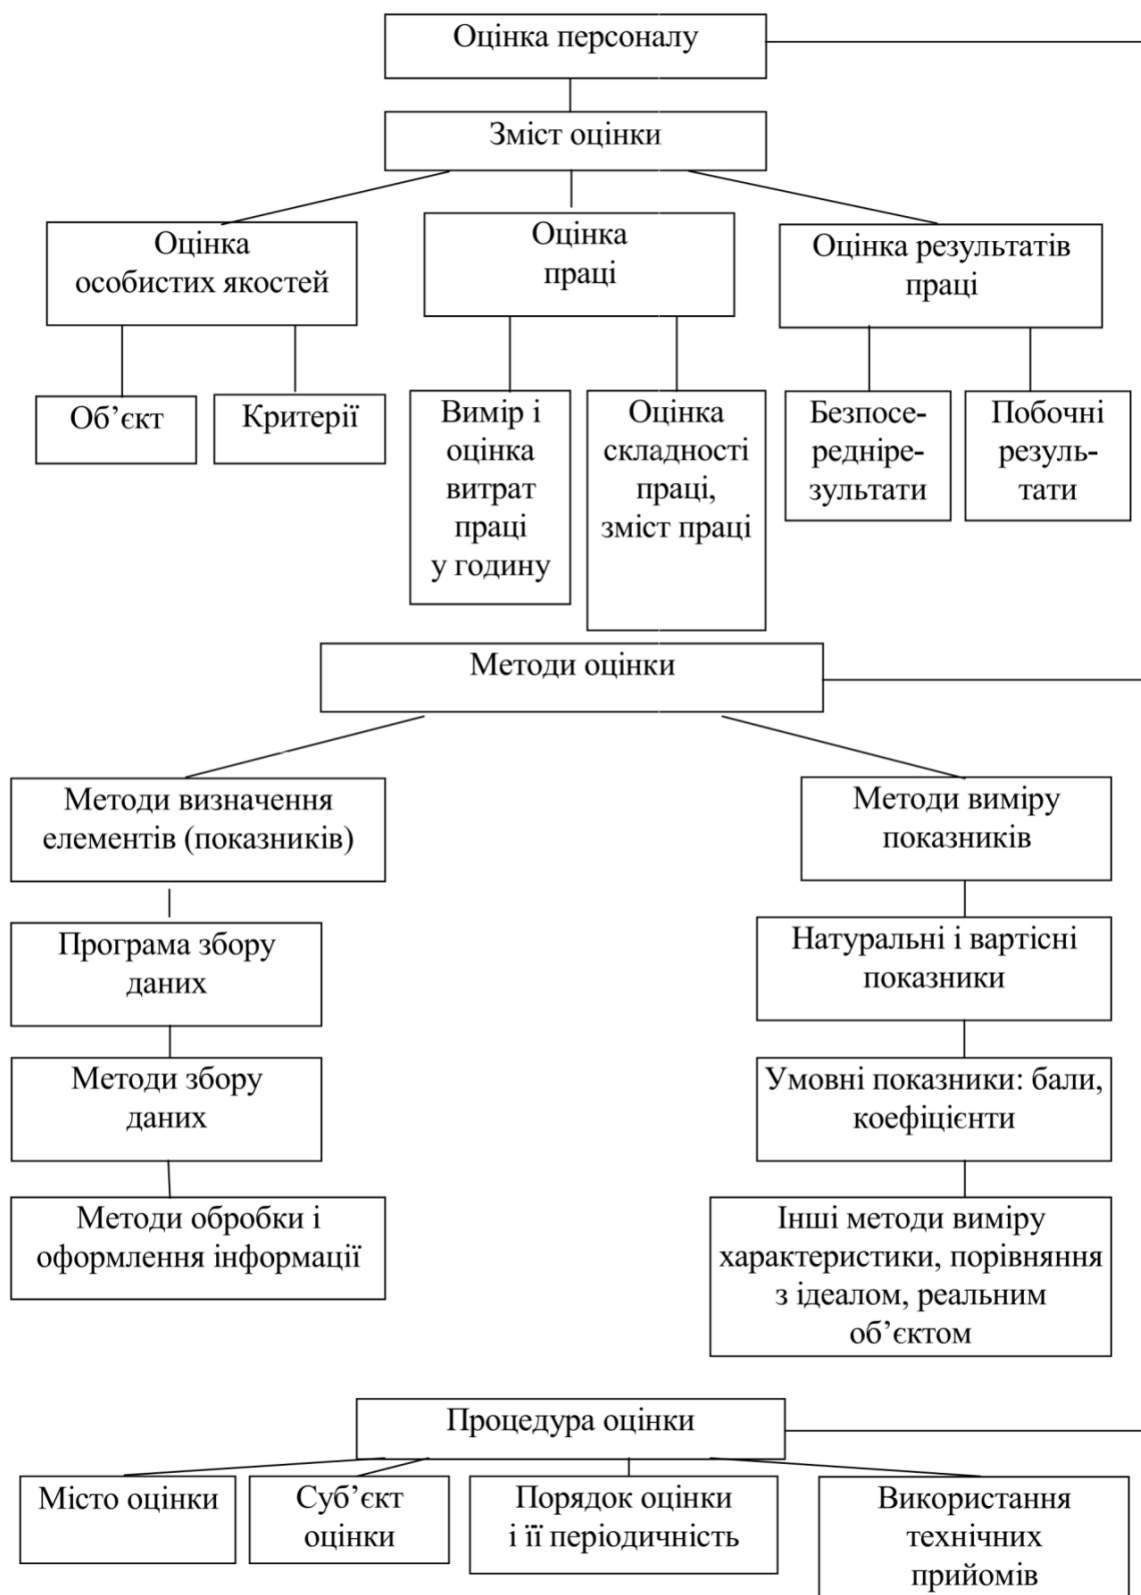 Оцінка персоналу
Зміст оцінки
Оцінка
особистих якостей
Оцінка
праці
Оцінка результатів
праці
Об’єкт
Критерії
Вимір і
оцінка
витрат
праці
у годину
Оцінка
складності
праці,
зміст праці
Безпосе-
редніре-
зультати
Побочні
резуль-
тати
Методи оцінки
Методи визначення
елементів (показників)
Методи виміру
показників
Програма збору
даних
Натуральні і вартісні
показники
Методи збору
даних
Умовні показники: бали,
коефіцієнти
Методи обробки і
оформлення інформації
Інші методи виміру
характеристики, порівняння
з ідеалом, реальним
об’єктом
Процедура оцінки
Місто оцінки
Суб’єкт
оцінки
Порядок оцінки
і її періодичність
Використання
технічних
прийомів